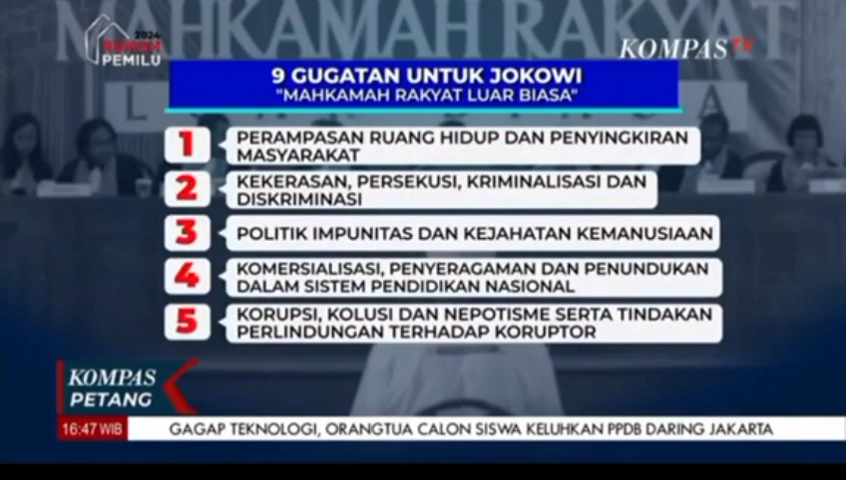 MAHKAMAH RAKYAT
2024
RUMAH
PEMILU
KOMPASTV
9 GUGATAN UNTUK JOKOWI
"MAHKAMAH RAKYAT LUAR BIASA"
1 PERAMPASAN RUANG HIDUP DAN PENYINGKIRAN
MASYARAKAT
2 KEKERASAN, PERSEKUSI, KRIMINALISASI DAN
DISKRIMINASI
3 POLITIK IMPUNITAS DAN KEJAHATAN KEMANUSIAAN
4 KOMERSIALISASI, PENYERAGAMAN DAN PENUNDUKAN
DALAM SISTEM PENDIDIKAN NASIONAL
5 KORUPSI, KOLUSI DAN NEPOTISME SERTA TINDAKAN
PERLINDUNGAN TERHADAP KORUPTOR
KOMPAS
PETANG
16:47 WIB GAGAP TEKNOLOGI, ORANGTUA CALON SISWA KELUHKAN PPDB DARING JAKARTA